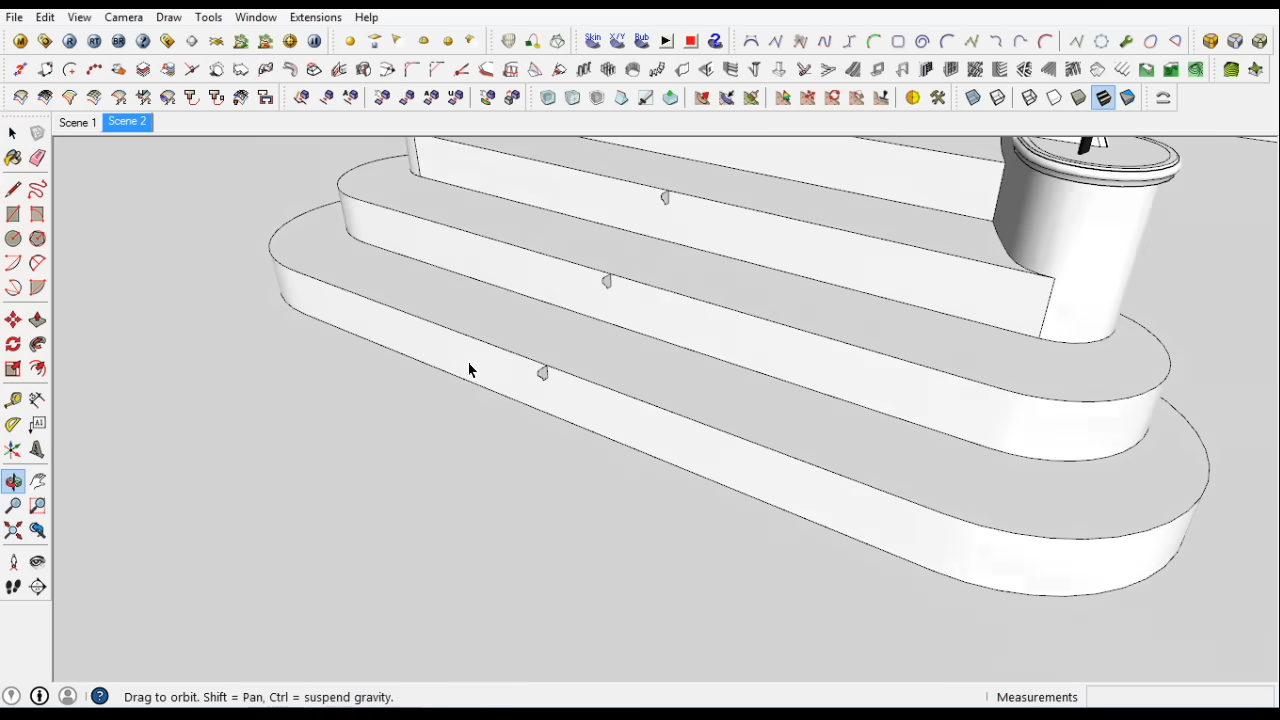 File Edit View Camera Draw Tools Window Extensions Help
Skin X/Y Bub
Scene 1 Scene 2
Drag to orbit. Shift = Pan, Ctrl = suspend gravity. Measurements